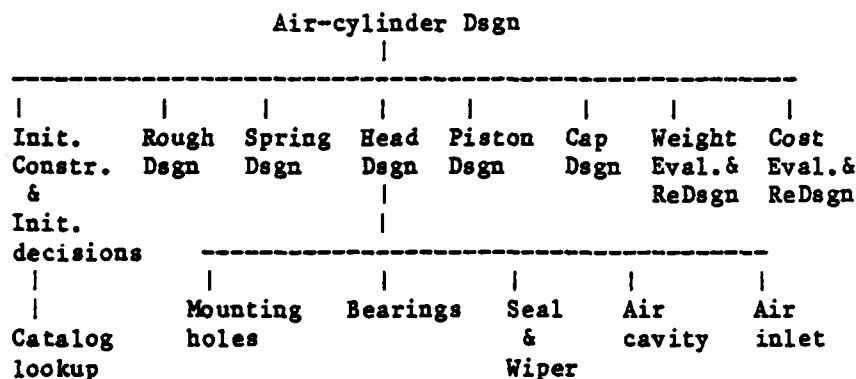 Air-cylinder Dsgn
Init. Rough Spring Head Piston Cap Weight Cost
Constr. Dsgn Dsgn Dsgn Dsgn Dsgn Eval.& Eval.&
& ReDsgn ReDsgn
Init.
decisions
Mounting Bearings Seal Air Air
Catalog holes & cavity inlet
lookup Wiper